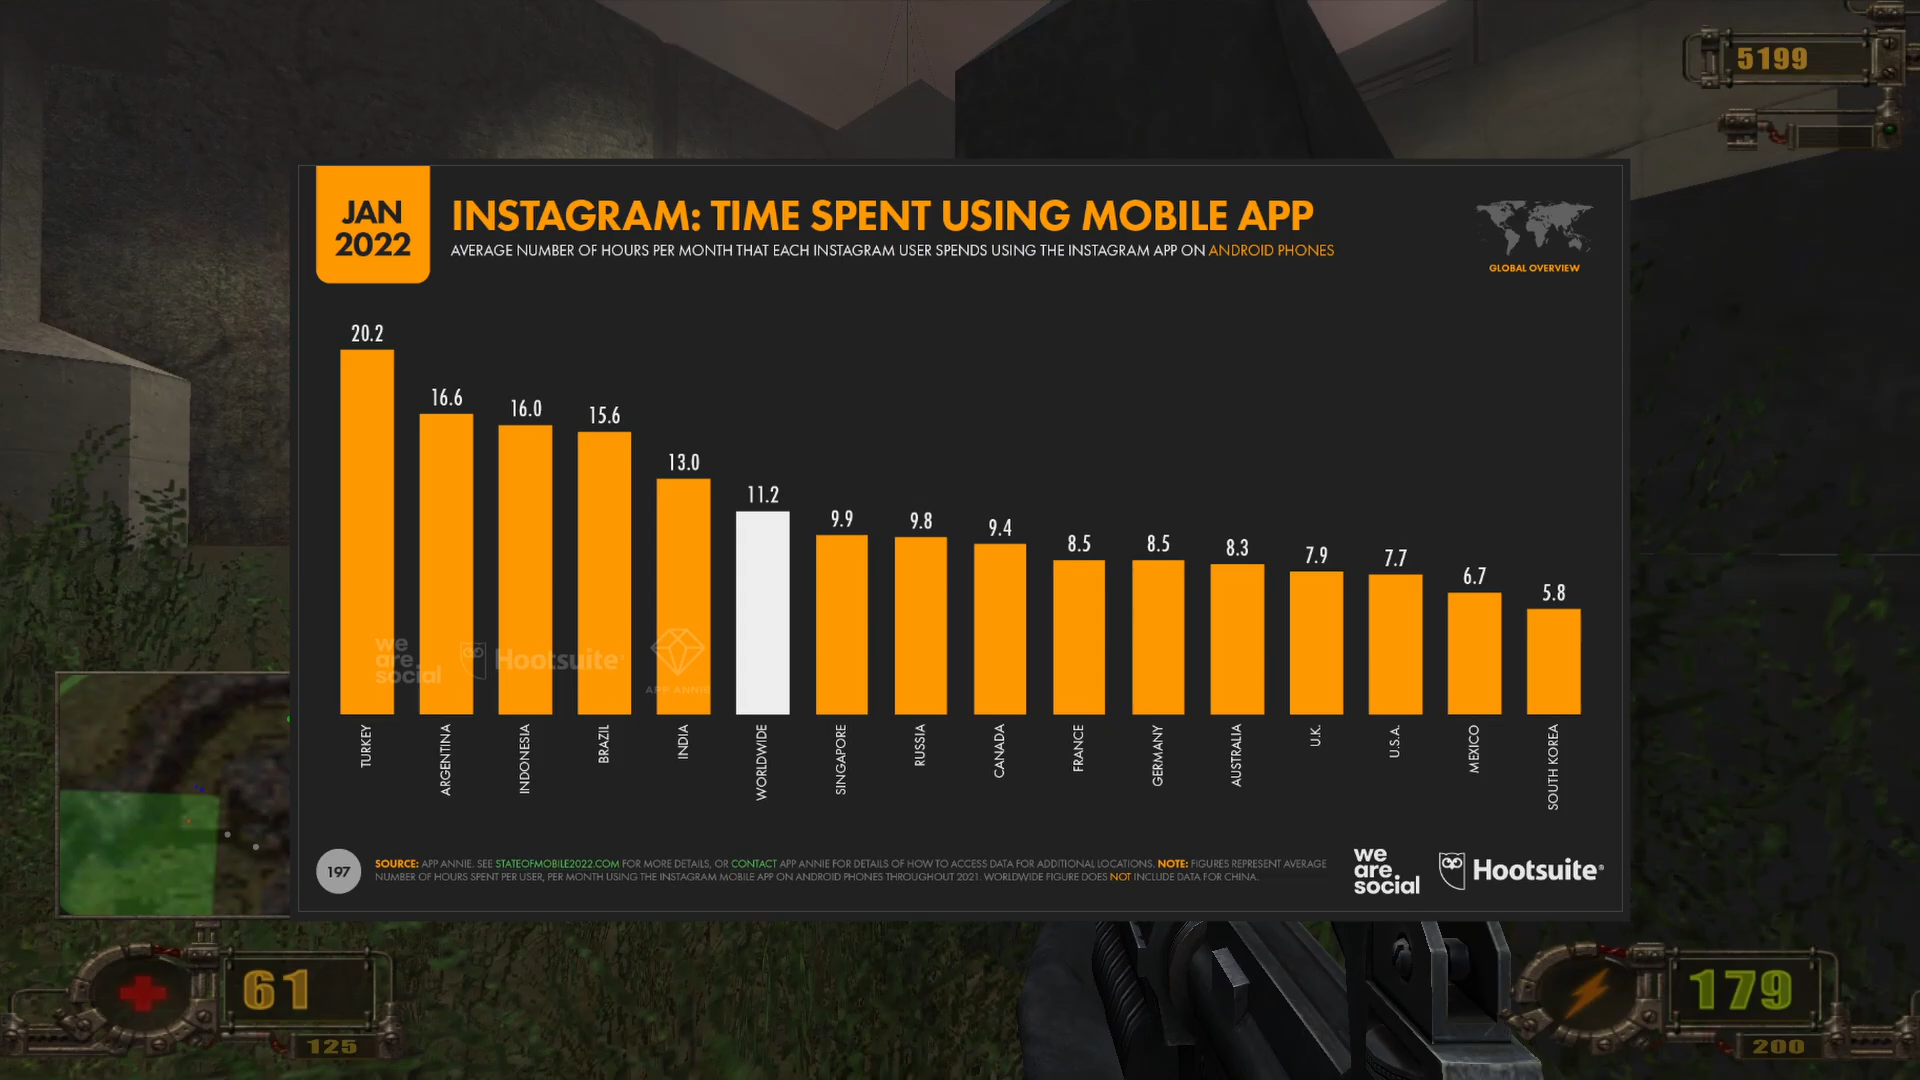 5199
JAN
2022
INSTAGRAM: TIME SPENT USING MOBILE APP
AVERAGE NUMBER OF HOURS PER MONTH THAT EACH INSTAGRAM USER SPENDS USING THE INSTAGRAM APP ON ANDROID PHONES
GLOBAL OVERVIEW
20.2
16.6
16.0
15.6
13.0
11.2
9.9
9.8
9.4
8.5
8.5
8.3
7.9
7.7
6.7
5.8
we
are
social
Hootsuite
APP ANNIE
TURKEY
ARGENTINA
INDONESIA
BRAZIL
INDIA
WORLDWIDE
SINGAPORE
RUSSIA
CANADA
FRANCE
GERMANY
AUSTRALIA
U.K.
U.S.A.
MEXICO
SOUTH KOREA
197
SOURCE: APP ANNIE. SEE STATEOFMOBILE2022.COM FOR MORE DETAILS, OR CONTACT APP ANNIE FOR DETAILS OF HOW TO ACCESS DATA FOR ADDITIONAL LOCATIONS. NOTE: FIGURES REPRESENT AVERAGE
NUMBER OF HOURS SPENT PER USER, PER MONTH USING THE INSTAGRAM MOBILE APP ON ANDROID PHONES THROUGHOUT 2021. WORLDWIDE FIGURE DOES NOT INCLUDE DATA FOR CHINA.
we
are
social
Hootsuite®
61
125
179
200